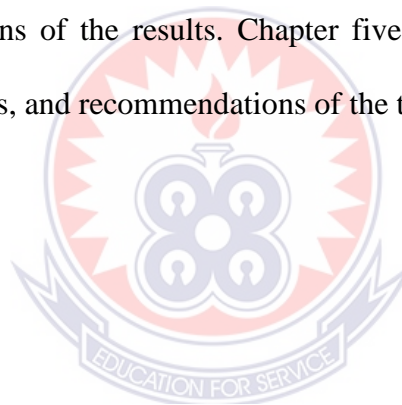 ns of the results. Chapter five
s, and recommendations of the t
EDUCATION FOR SERVICE